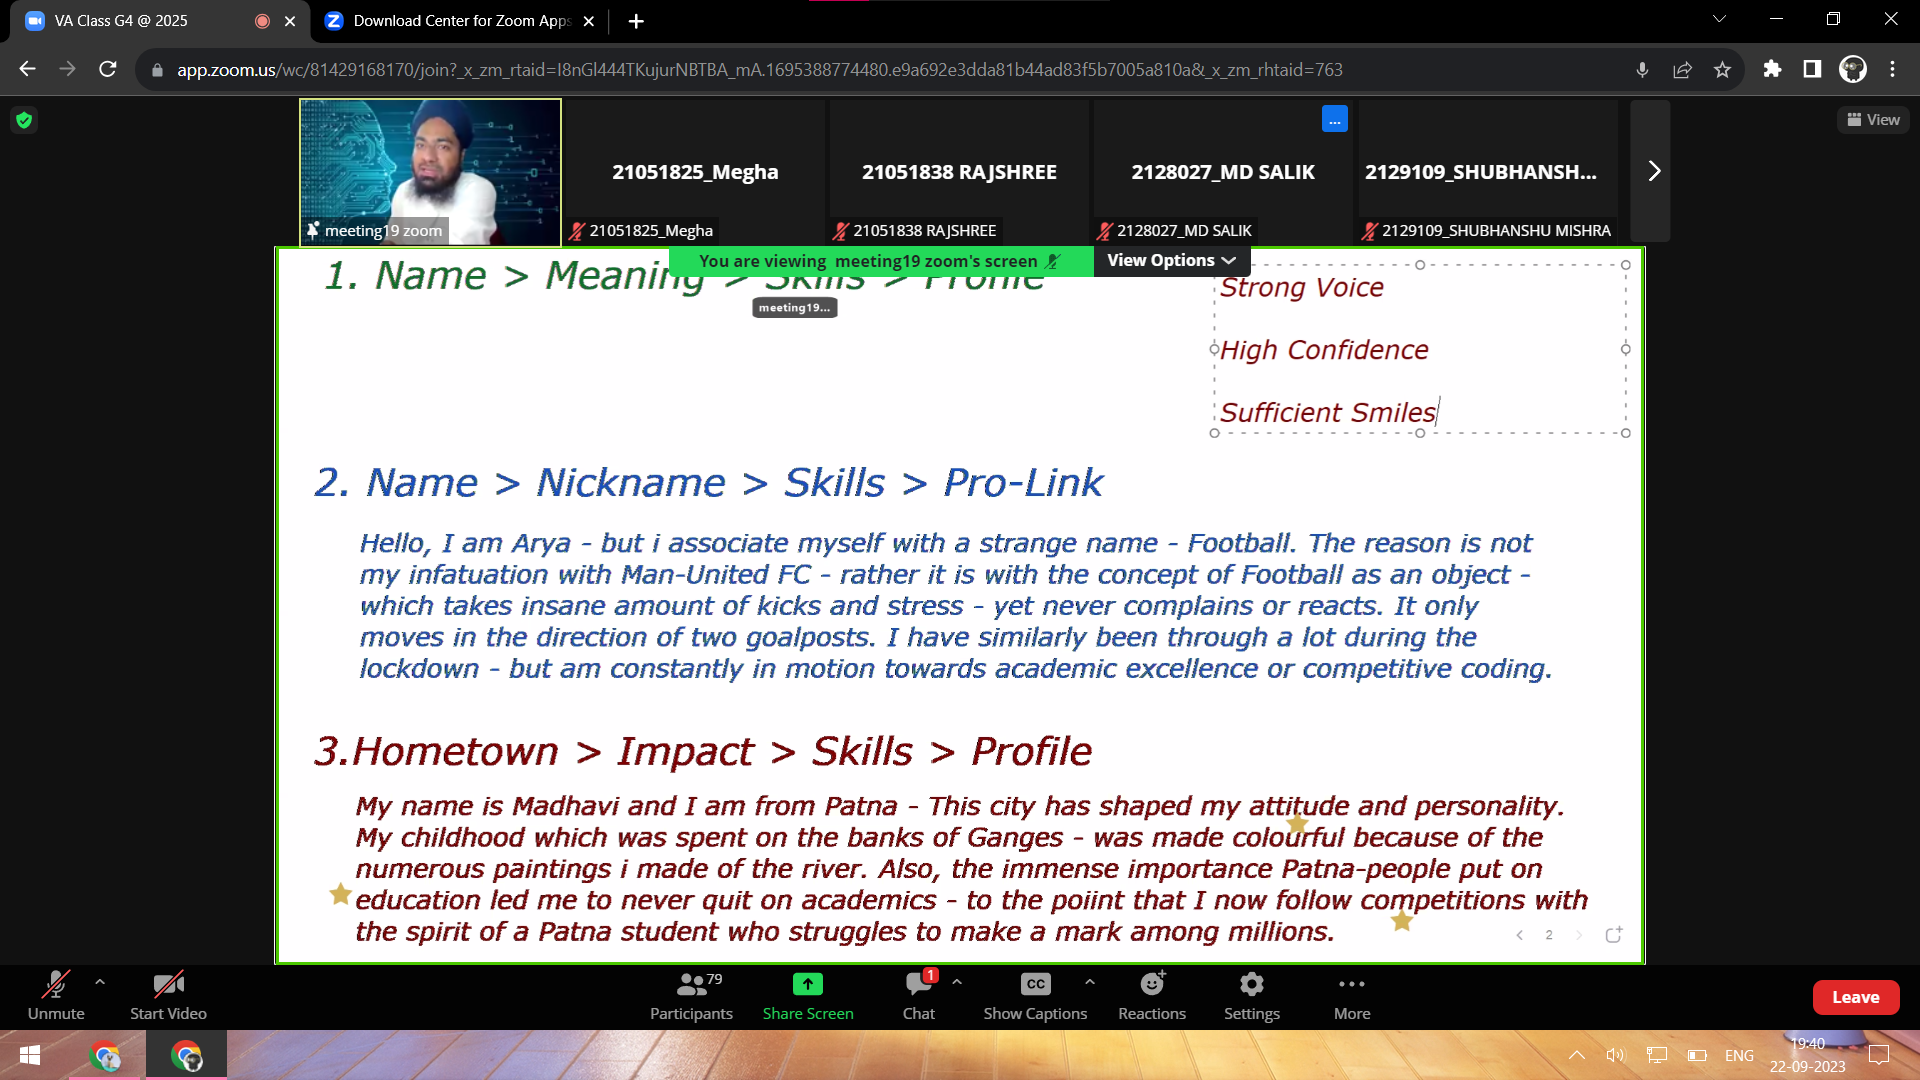 VA Class G4 @ 2025
Download Center for Zoom Apps
app.zoom.us/wc/81429168170/join?_x_zm_rtaid=I8nGl444TKujurNBTBA_mA.1695388774480.e9a692e3dda81b44ad83f5b7005a810a&_x_zm_rhtaid=763
View
21051825_Megha
21051838 RAJSHREE
2128027_MD SALIK
2129109_SHUBHANSH...
meeting19 zoom
21051825_Megha
21051838 RAJSHREE
2128027_MD SALIK
2129109_SHUBHANSHU MISHRA
You are viewing meeting19 zoom's screen
View Options
1. Name > Meaning > Skills > Profile
meeting19...
Strong Voice
High Confidence
Sufficient Smiles
2. Name > Nickname > Skills > Pro-Link
Hello, I am Arya - but i associate myself with a strange name - Football. The reason is not
my infatuation with Man-United FC - rather it is with the concept of Football as an object -
which takes insane amount of kicks and stress - yet never complains or reacts. It only
moves in the direction of two goalposts. I have similarly been through a lot during the
lockdown - but am constantly in motion towards academic excellence or competitive coding.
3.Hometown > Impact > Skills > Profile
My name is Madhavi and I am from Patna - This city has shaped my attitude and personality.
My childhood which was spent on the banks of Ganges - was made colourful because of the
numerous paintings i made of the river. Also, the immense importance Patna-people put on
education led me to never quit on academics - to the poiint that I now follow competitions with
the spirit of a Patna student who struggles to make a mark among millions.
2
Unmute
Start Video
79
Participants
Share Screen
1
Chat
CC
Show Captions
Reactions
Settings
More
Leave
ENG
19:40
22-09-2023